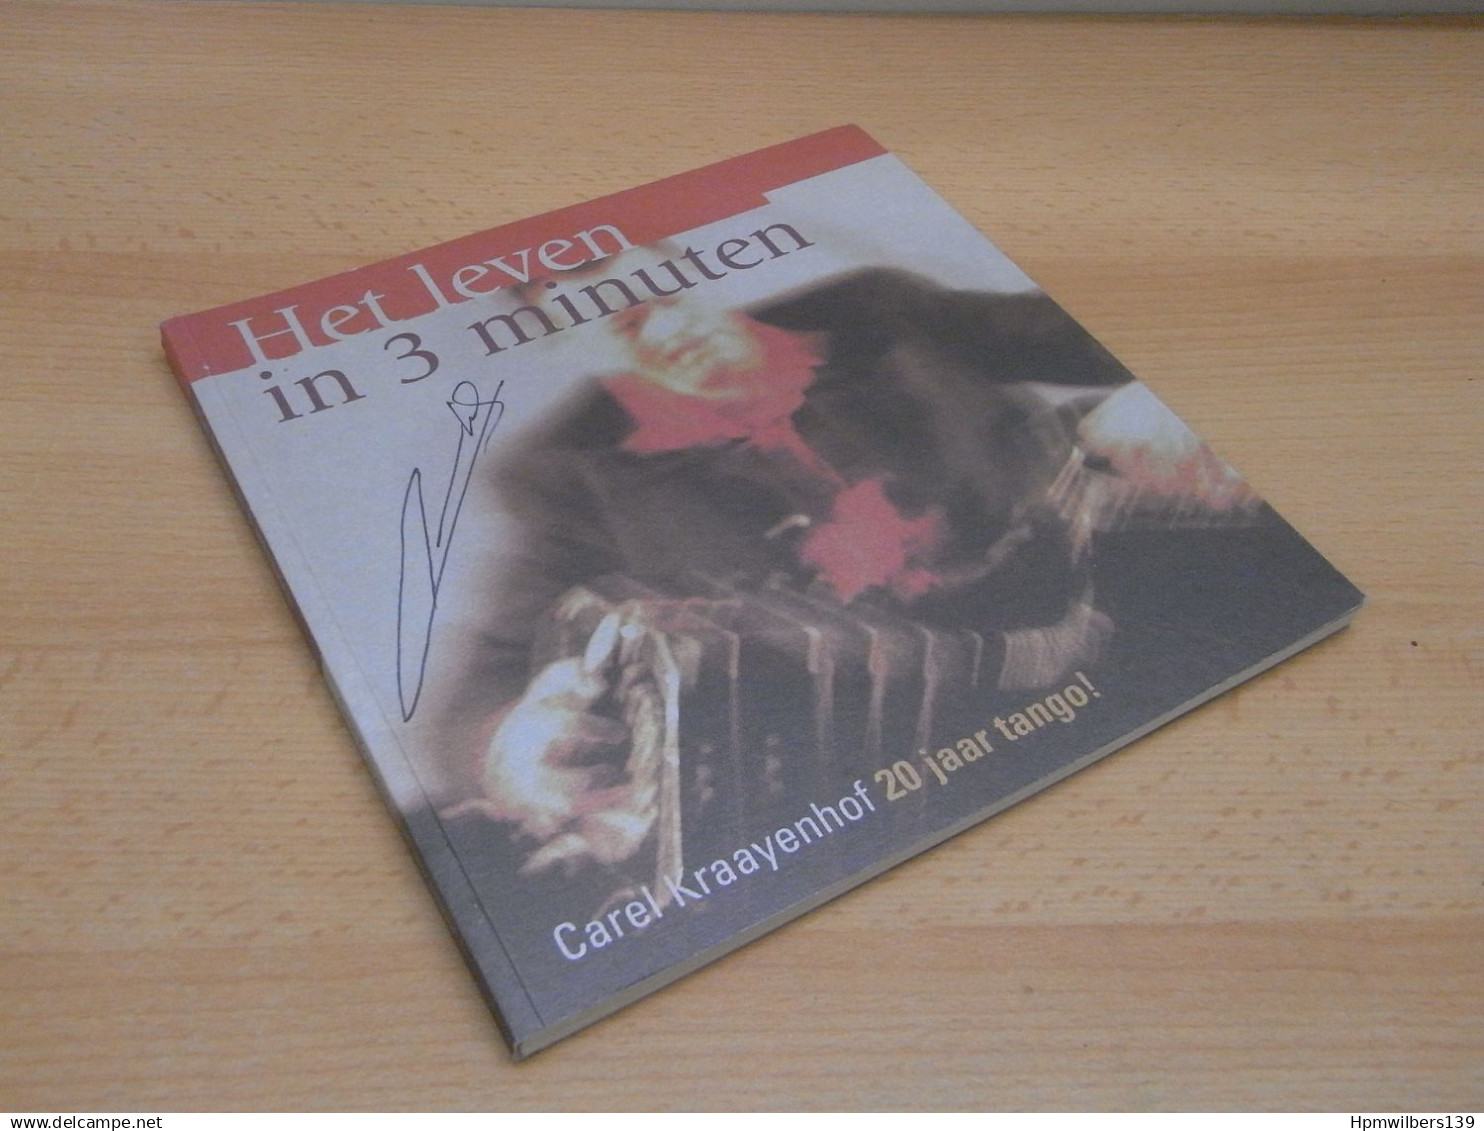 Het leven
in 3 minuten
Carel Kraayenhof 20 jaar tango!
www.delcampe.net
Hpmwilbers139